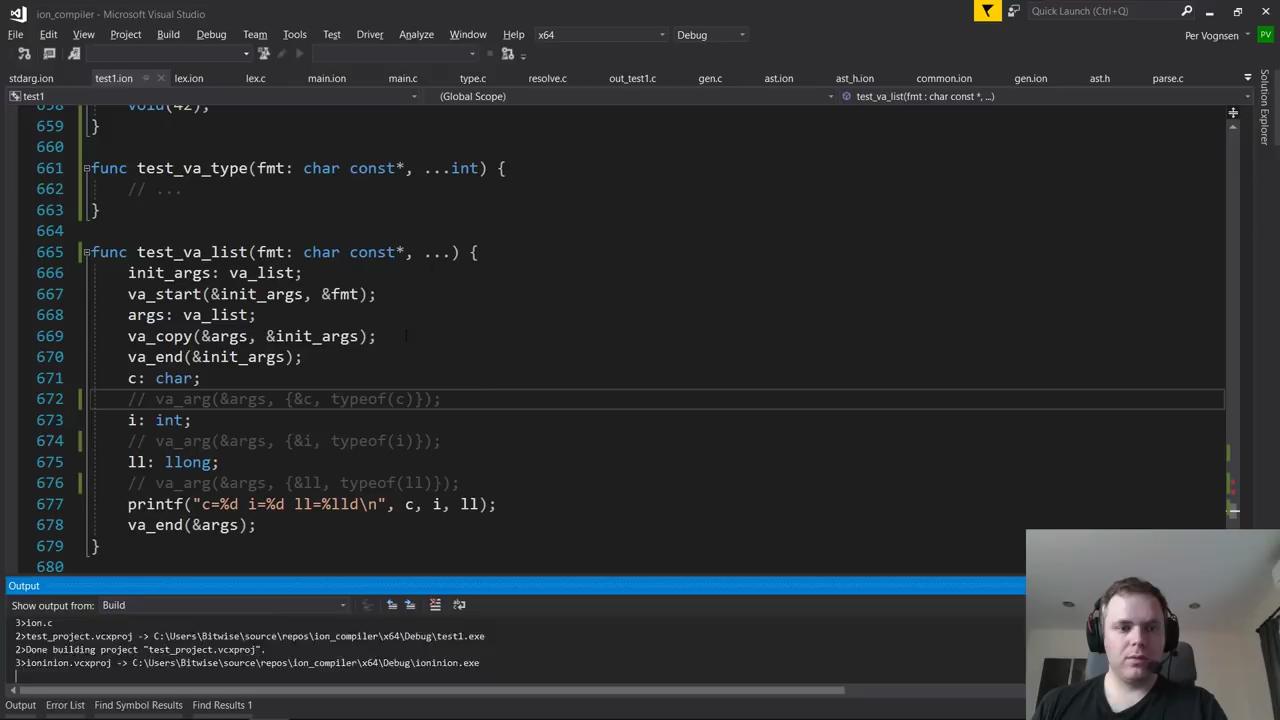 ion_compiler - Microsoft Visual Studio
Quick Launch (Ctrl+Q)
File Edit View Project Build Debug Team Tools Test Driver Analyze Window Help x64 Debug Per Vognsen PV
stdarg.ion test1.ion lex.ion lex.c main.ion main.c type.c resolve.c out_test1.c gen.c ast.ion ast_h.ion common.ion gen.ion ast.h parse.c
test1 (Global Scope) test_va_list(fmt : char const *, ...)
Solution Explorer
659 }
660
661 func test_va_type(fmt: char const*, ...int) {
662 // ...
663 }
664
665 func test_va_list(fmt: char const*, ...) {
666 init_args: va_list;
667 va_start(&init_args, &fmt);
668 args: va_list;
669 va_copy(&args, &init_args);
670 va_end(&init_args);
671 c: char;
672 // va_arg(&args, {&c, typeof(c)});
673 i: int;
674 // va_arg(&args, {&i, typeof(i)});
675 ll: llong;
676 // va_arg(&args, {&ll, typeof(ll)});
677 printf("c=%d i=%d ll=%lld\n", c, i, ll);
678 va_end(&args);
679 }
680
Output
Show output from: Build
3>ion.c
2>test_project.vcxproj -> C:\Users\Bitwise\source\repos\ion_compiler\x64\Debug\test1.exe
2>Done building project "test_project.vcxproj".
3>ioninion.vcxproj -> C:\Users\Bitwise\source\repos\ion_compiler\x64\Debug\ioninion.exe
Output Error List Find Symbol Results Find Results 1